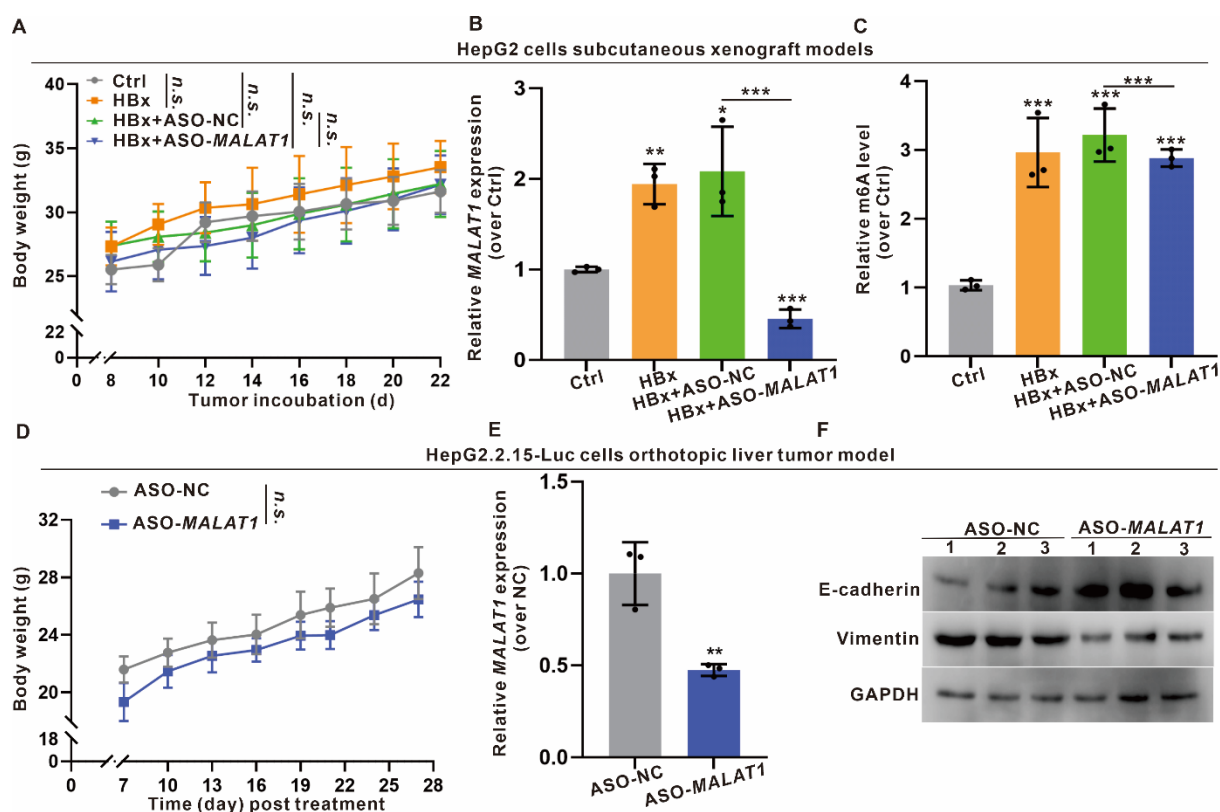 A
B
C
HepG2 cells subcutaneous xenograft models
Ctrl
HBx
HBx+ASO-NC
HBx+ASO-MALAT1
n.s.
n.s.
n.s.
n.s.
Body weight (g)
40
35
30
25
22
0
0
8
10
12
14
16
18
20
22
Tumor incoubation (d)
Relative MALAT1 expression
(over Ctrl)
3
2
1
0
**
*
***
***
Ctrl
HBx
HBx+ASO-NC
HBx+ASO-MALAT1
Relative m6A level
(over Ctrl)
4
3
2
1
0
***
***
***
***
Ctrl
HBx
HBx+ASO-NC
HBx+ASO-MALAT1
D
E
F
HepG2.2.15-Luc cells orthotopic liver tumor model
ASO-NC
ASO-MALAT1
n.s.
Body weight (g)
32
28
24
20
18
0
0
7
10
13
16
19
22
25
28
Time (day) post treatment
Relative MALAT1 expression
(over NC)
1.5
1.0
0.5
0.0
**
ASO-NC
ASO-MALAT1
ASO-NC ASO-MALAT1
1 2 3 1 2 3
E-cadherin
Vimentin
GAPDH